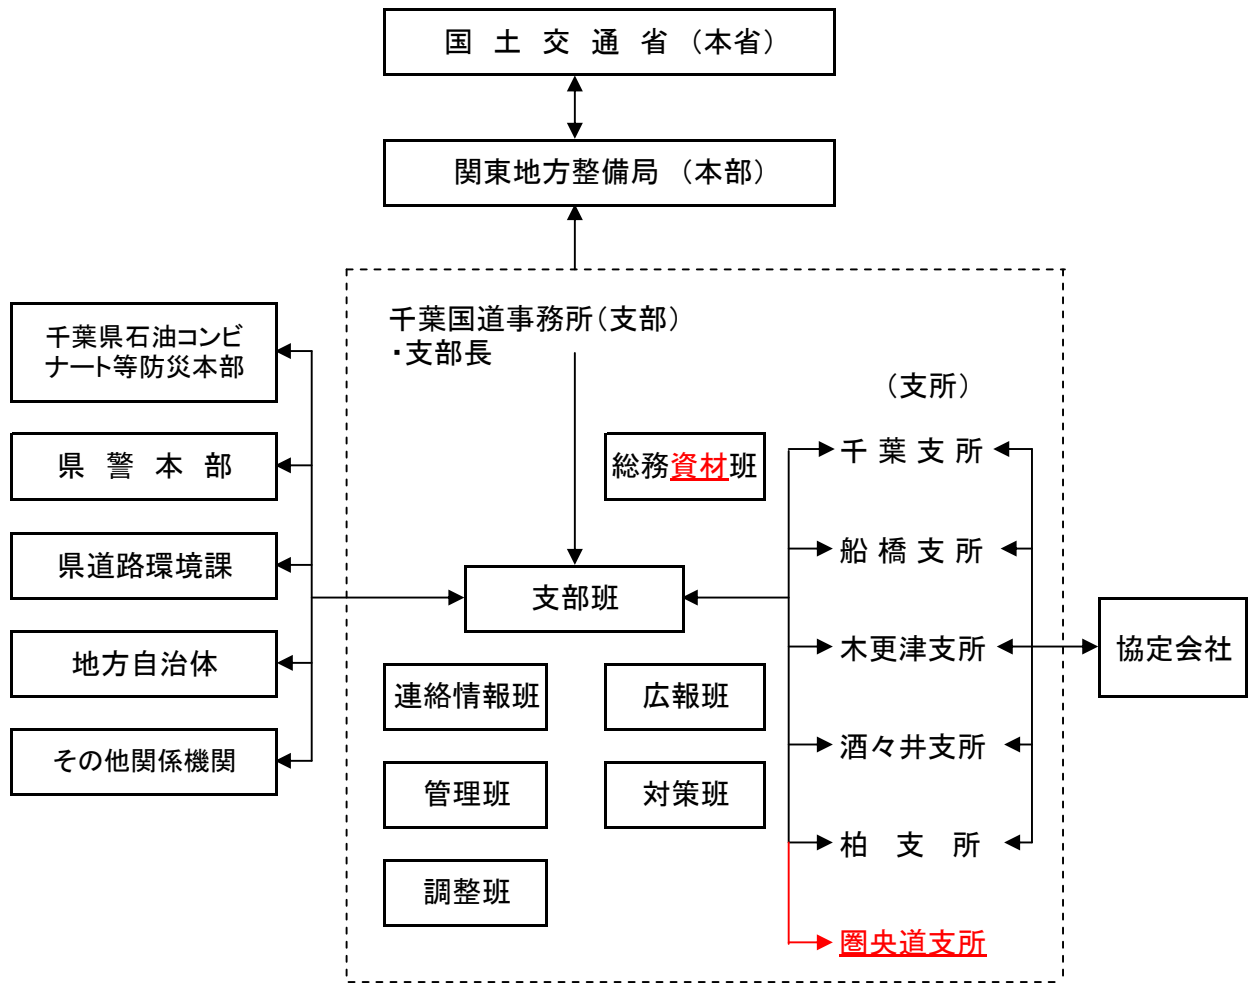 国土交通省（本省）
関東地方整備局（本部）
千葉国道事務所（支部）
・支部長
千葉県石油コンビ
ナート等防災本部
県警本部
県道路環境課
地方自治体
その他関係機関
総務資材班
支部班
連絡情報班
広報班
管理班
対策班
調整班
（支所）
千葉支所
船橋支所
木更津支所
酒々井支所
柏支所
圏央道支所
協定会社